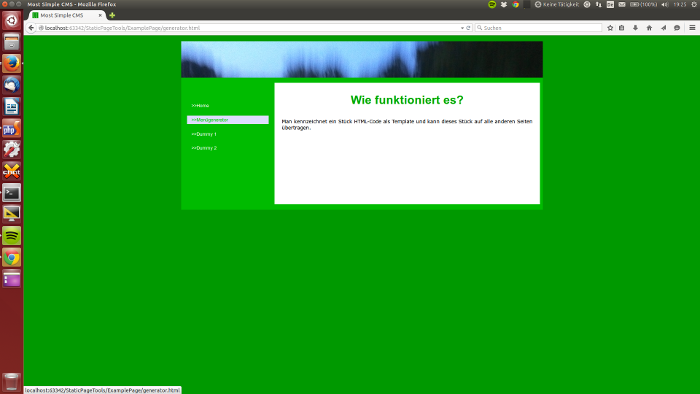 Most Simple CMS - Mozilla Firefox
Keine Tätigkeit
De
(100%)
19:25
Most Simple CMS
localhost:63342/StaticPageTools/ExamplePage/generator.html
Suchen
>>Home
>>Menügenerator
>>Dummy 1
>>Dummy 2
Wie funktioniert es?
Man kennzeichnet ein Stück HTML-Code als Template und kann dieses Stück auf alle anderen Seiten
übertragen.
php
localhost:63342/StaticPageTools/ExamplePage/generator.html